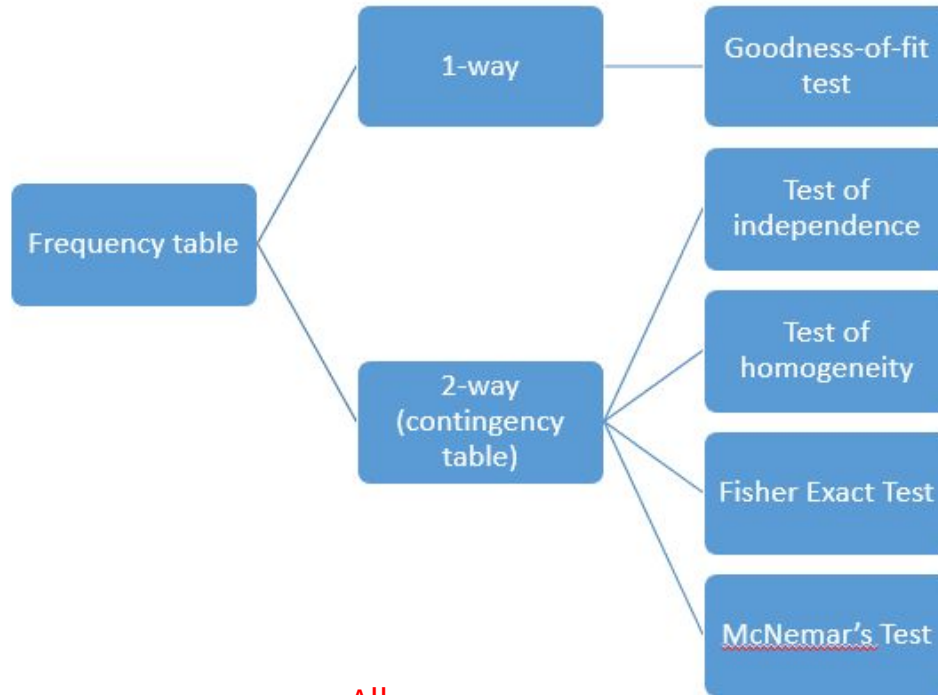 1-way
Goodness-of-fit
test
Frequency table
Test of
independence
2-way
(contingency
table)
Test of
homogeneity
Fisher Exact Test
McNemar's Test